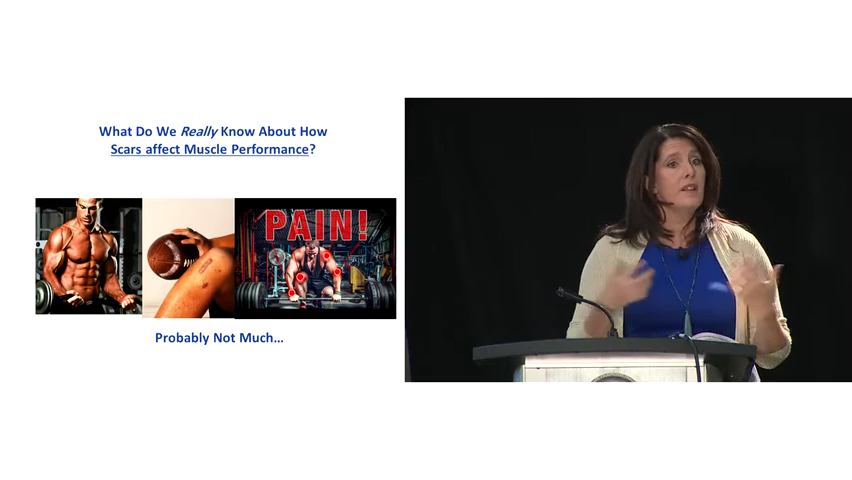 What Do We Really Know About How
Scars affect Muscle Performance?
PAIN!
Probably Not Much...